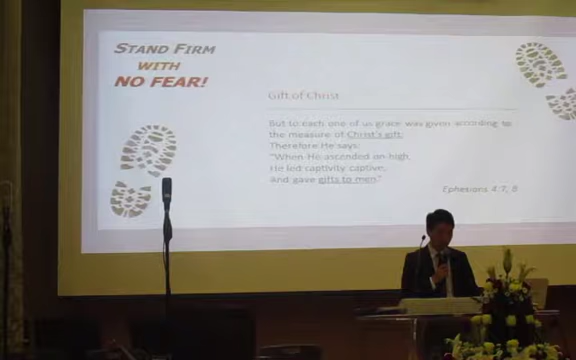 STAND FIRM
WITH
NO FEAR!
Gift of Christ
But to each one of us grace was given according to
the measure of Christ's gift.
Therefore He says:
"When He ascended on high,
He led captivity captive,
And gave gifts to men."
Ephesians 4:7, 8